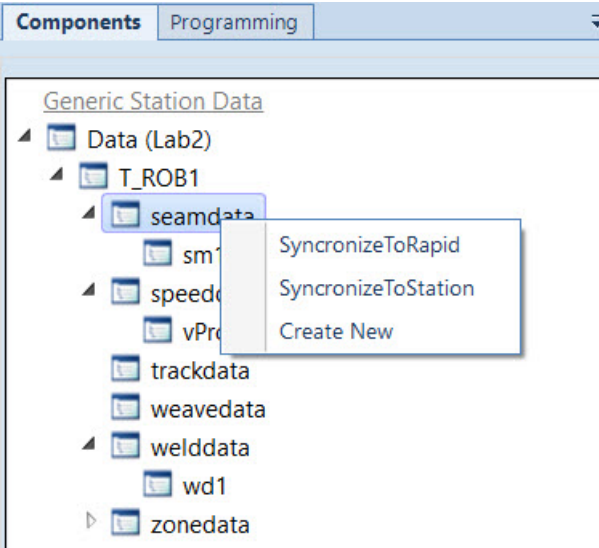 Components Programming
Generic Station Data
Data (Lab2)
T_ROB1
seamdata
SyncronizeToRapid
SyncronizeToStation
Create New
trackdata
weavedata
welddata
wd1
zonedata